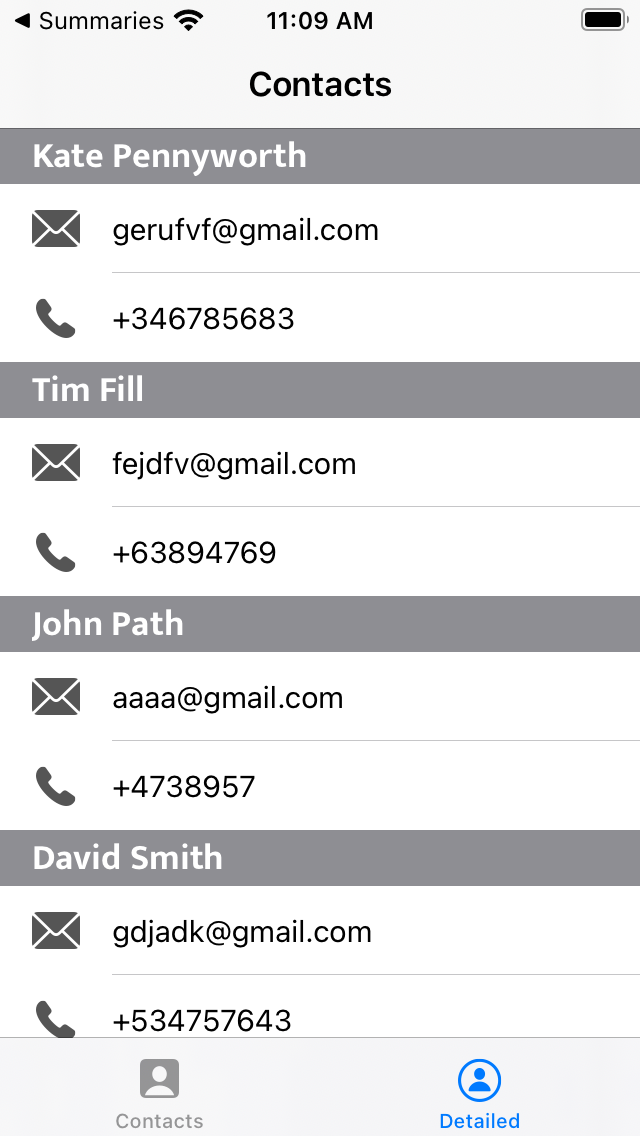 Summaries 11:09 AM
Contacts
Kate Pennyworth
gerufvf@gmail.com
+346785683
Tim Fill
fejdfv@gmail.com
+63894769
John Path
aaaa@gmail.com
+4738957
David Smith
gdjadk@gmail.com
+534757643
Contacts Detailed